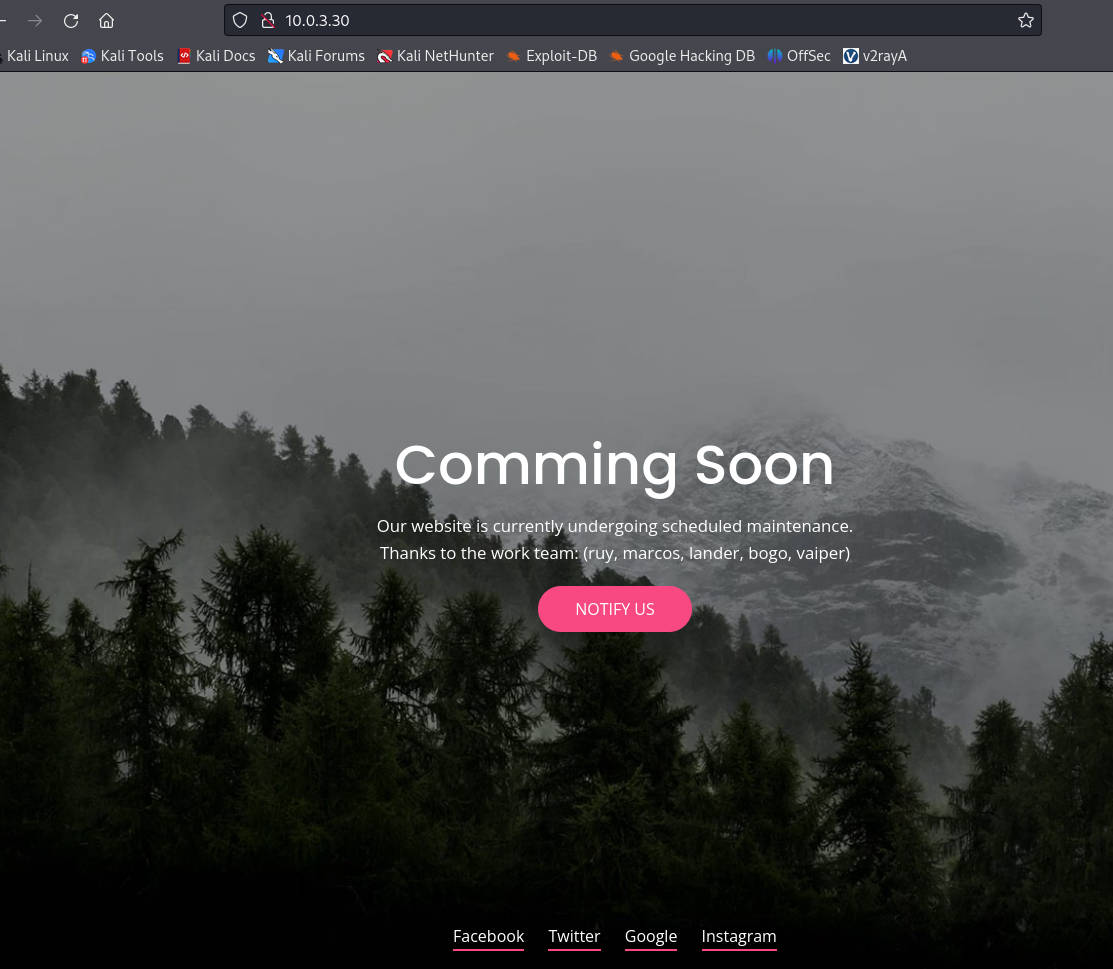 10.0.3.30
Kali Linux Kali Tools Kali Docs Kali Forums Kali NetHunter Exploit-DB Google Hacking DB OffSec v2rayA
Comming Soon
Our website is currently undergoing scheduled maintenance.
Thanks to the work team: (ruy, marcos, lander, bogo, vaiper)
NOTIFY US
Facebook Twitter Google Instagram